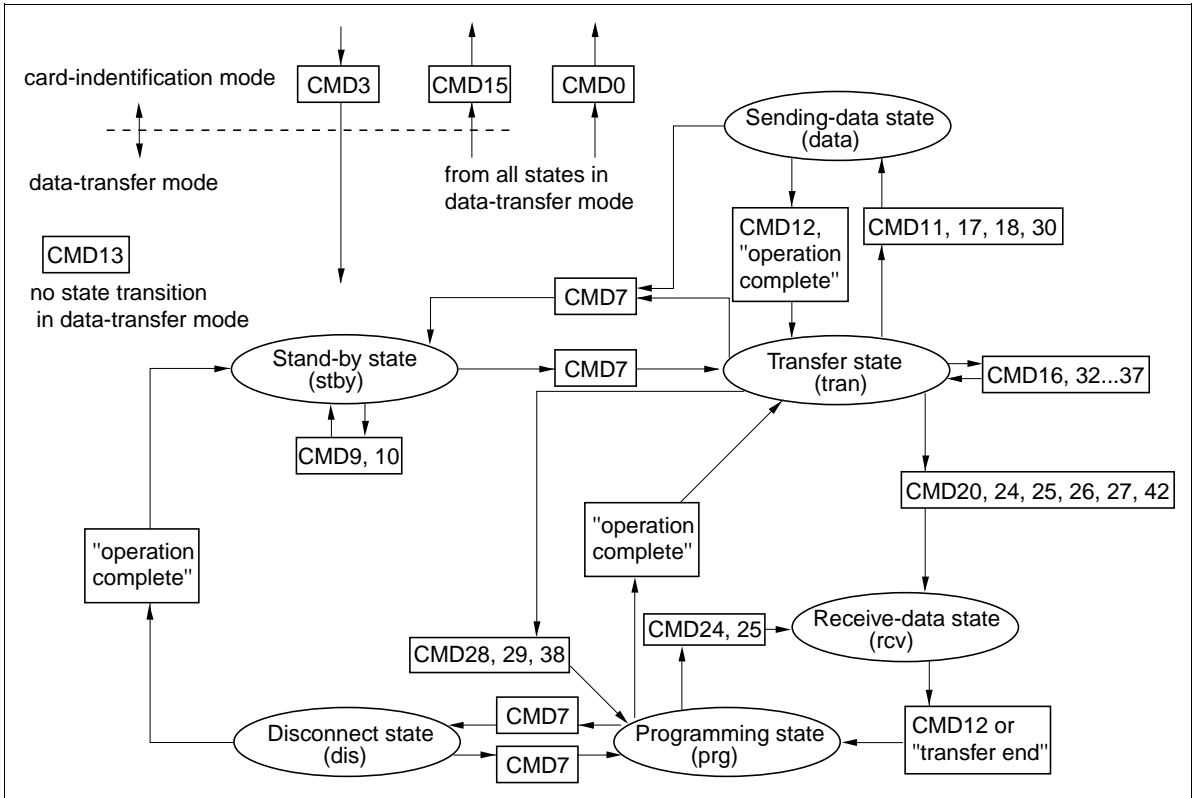 card-indentification mode
CMD3
CMD15
CMD0
Sending-data state
(data)
data-transfer mode
from all states in
data-transfer mode
CMD12,
"operation
complete"
CMD11, 17, 18, 30
CMD13
no state transition
in data-transfer mode
CMD7
Stand-by state
(stby)
CMD7
Transfer state
(tran)
CMD16, 32...37
CMD9, 10
CMD20, 24, 25, 26, 27, 42
"operation
complete"
"operation
complete"
CMD24, 25
Receive-data state
(rcv)
CMD28, 29, 38
Disconnect state
(dis)
CMD7
CMD7
Programming state
(prg)
CMD12 or
"transfer end"